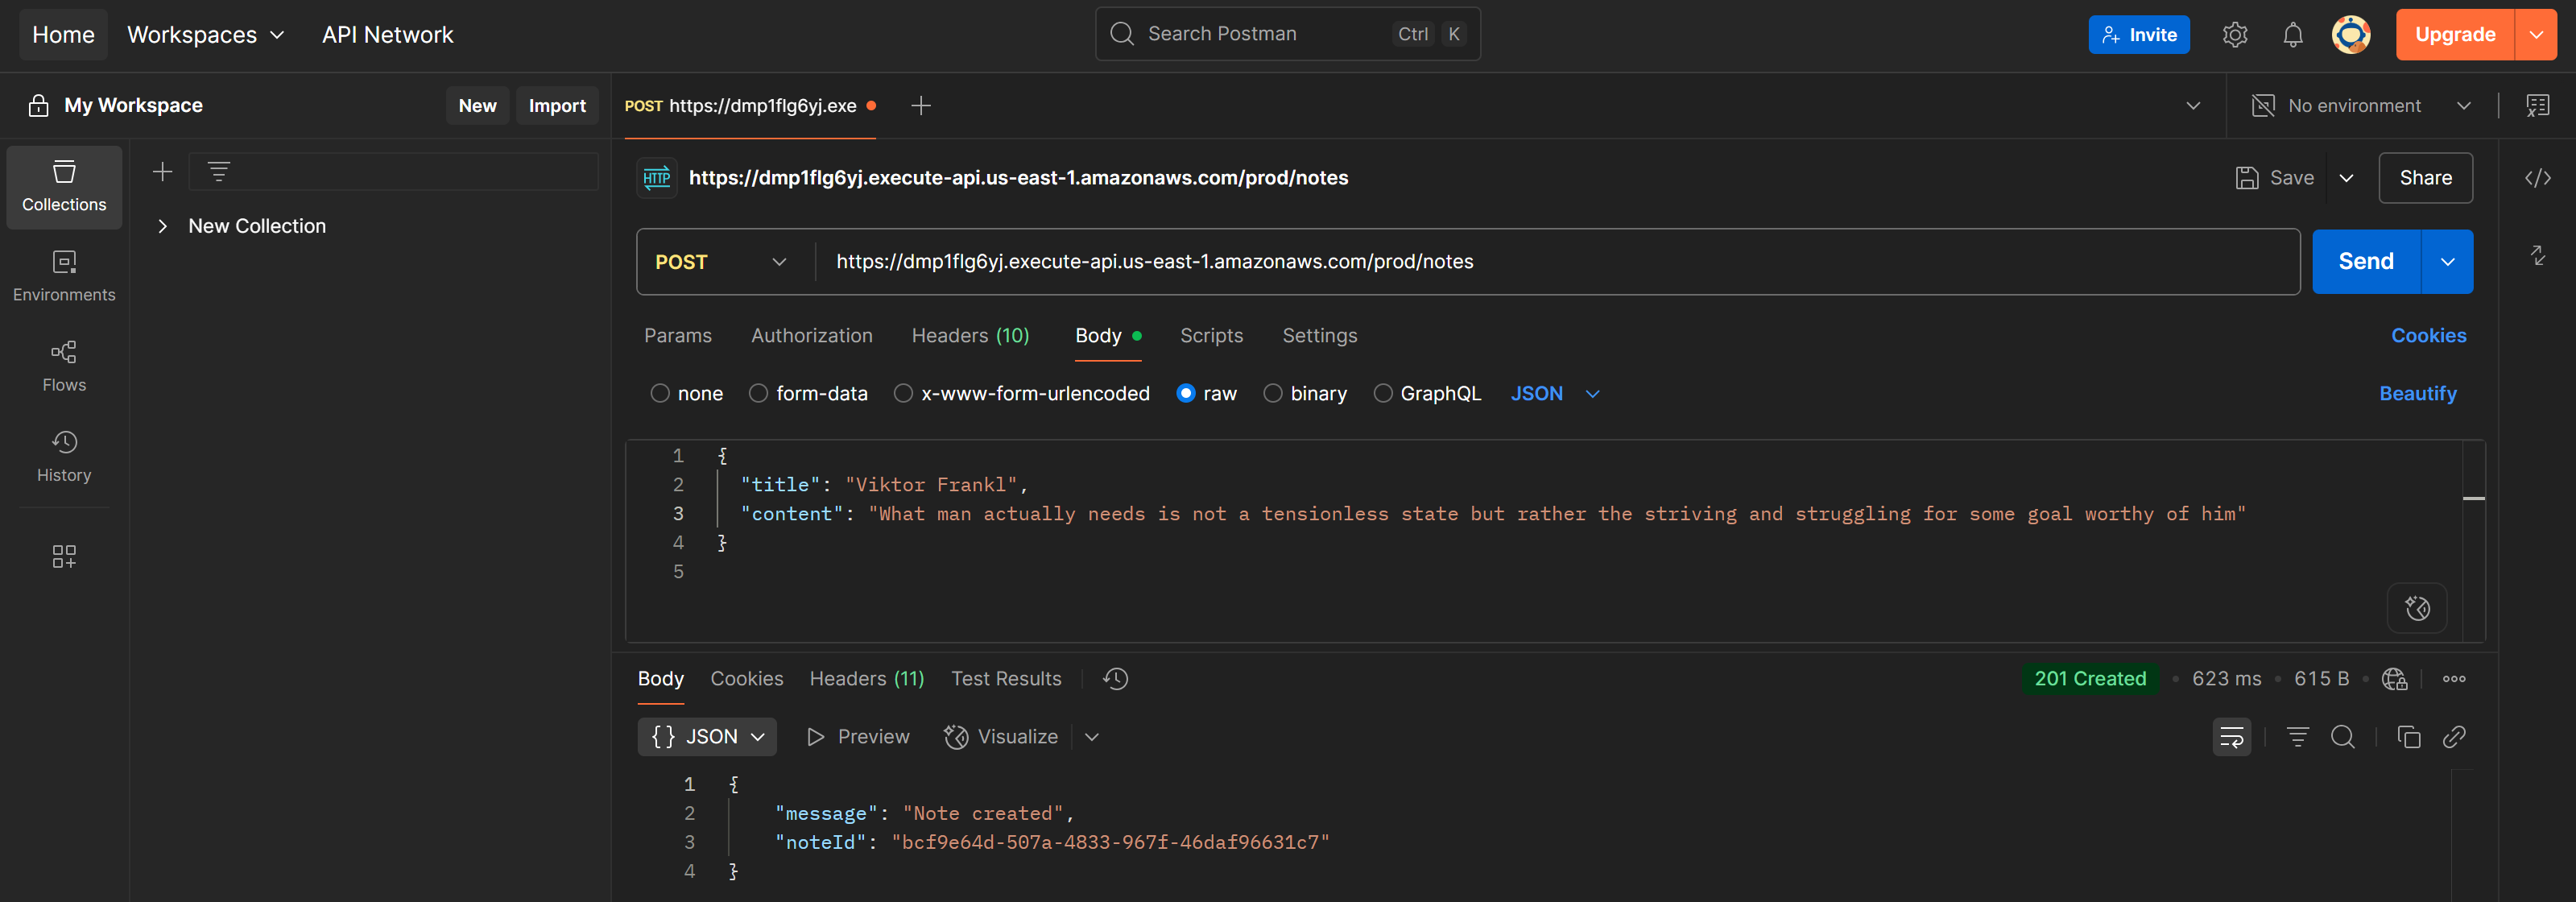 Home Workspaces API Network Search Postman Ctrl K Invite Upgrade
My Workspace New Import POST https://dmp1flg6yj.exe No environment
Collections
Environments
Flows
History
New Collection
HTTP https://dmp1flg6yj.execute-api.us-east-1.amazonaws.com/prod/notes Save Share
POST https://dmp1flg6yj.execute-api.us-east-1.amazonaws.com/prod/notes Send
Params Authorization Headers (10) Body Scripts Settings Cookies
none form-data x-www-form-urlencoded raw binary GraphQL JSON Beautify
1 {
2 "title": "Viktor Frankl",
3 "content": "What man actually needs is not a tensionless state but rather the striving and struggling for some goal worthy of him"
4 }
5
Body Cookies Headers (11) Test Results 201 Created 623 ms 615 B
{} JSON Preview Visualize
1 {
2 "message": "Note created",
3 "noteId": "bcf9e64d-507a-4833-967f-46daf96631c7"
4 }